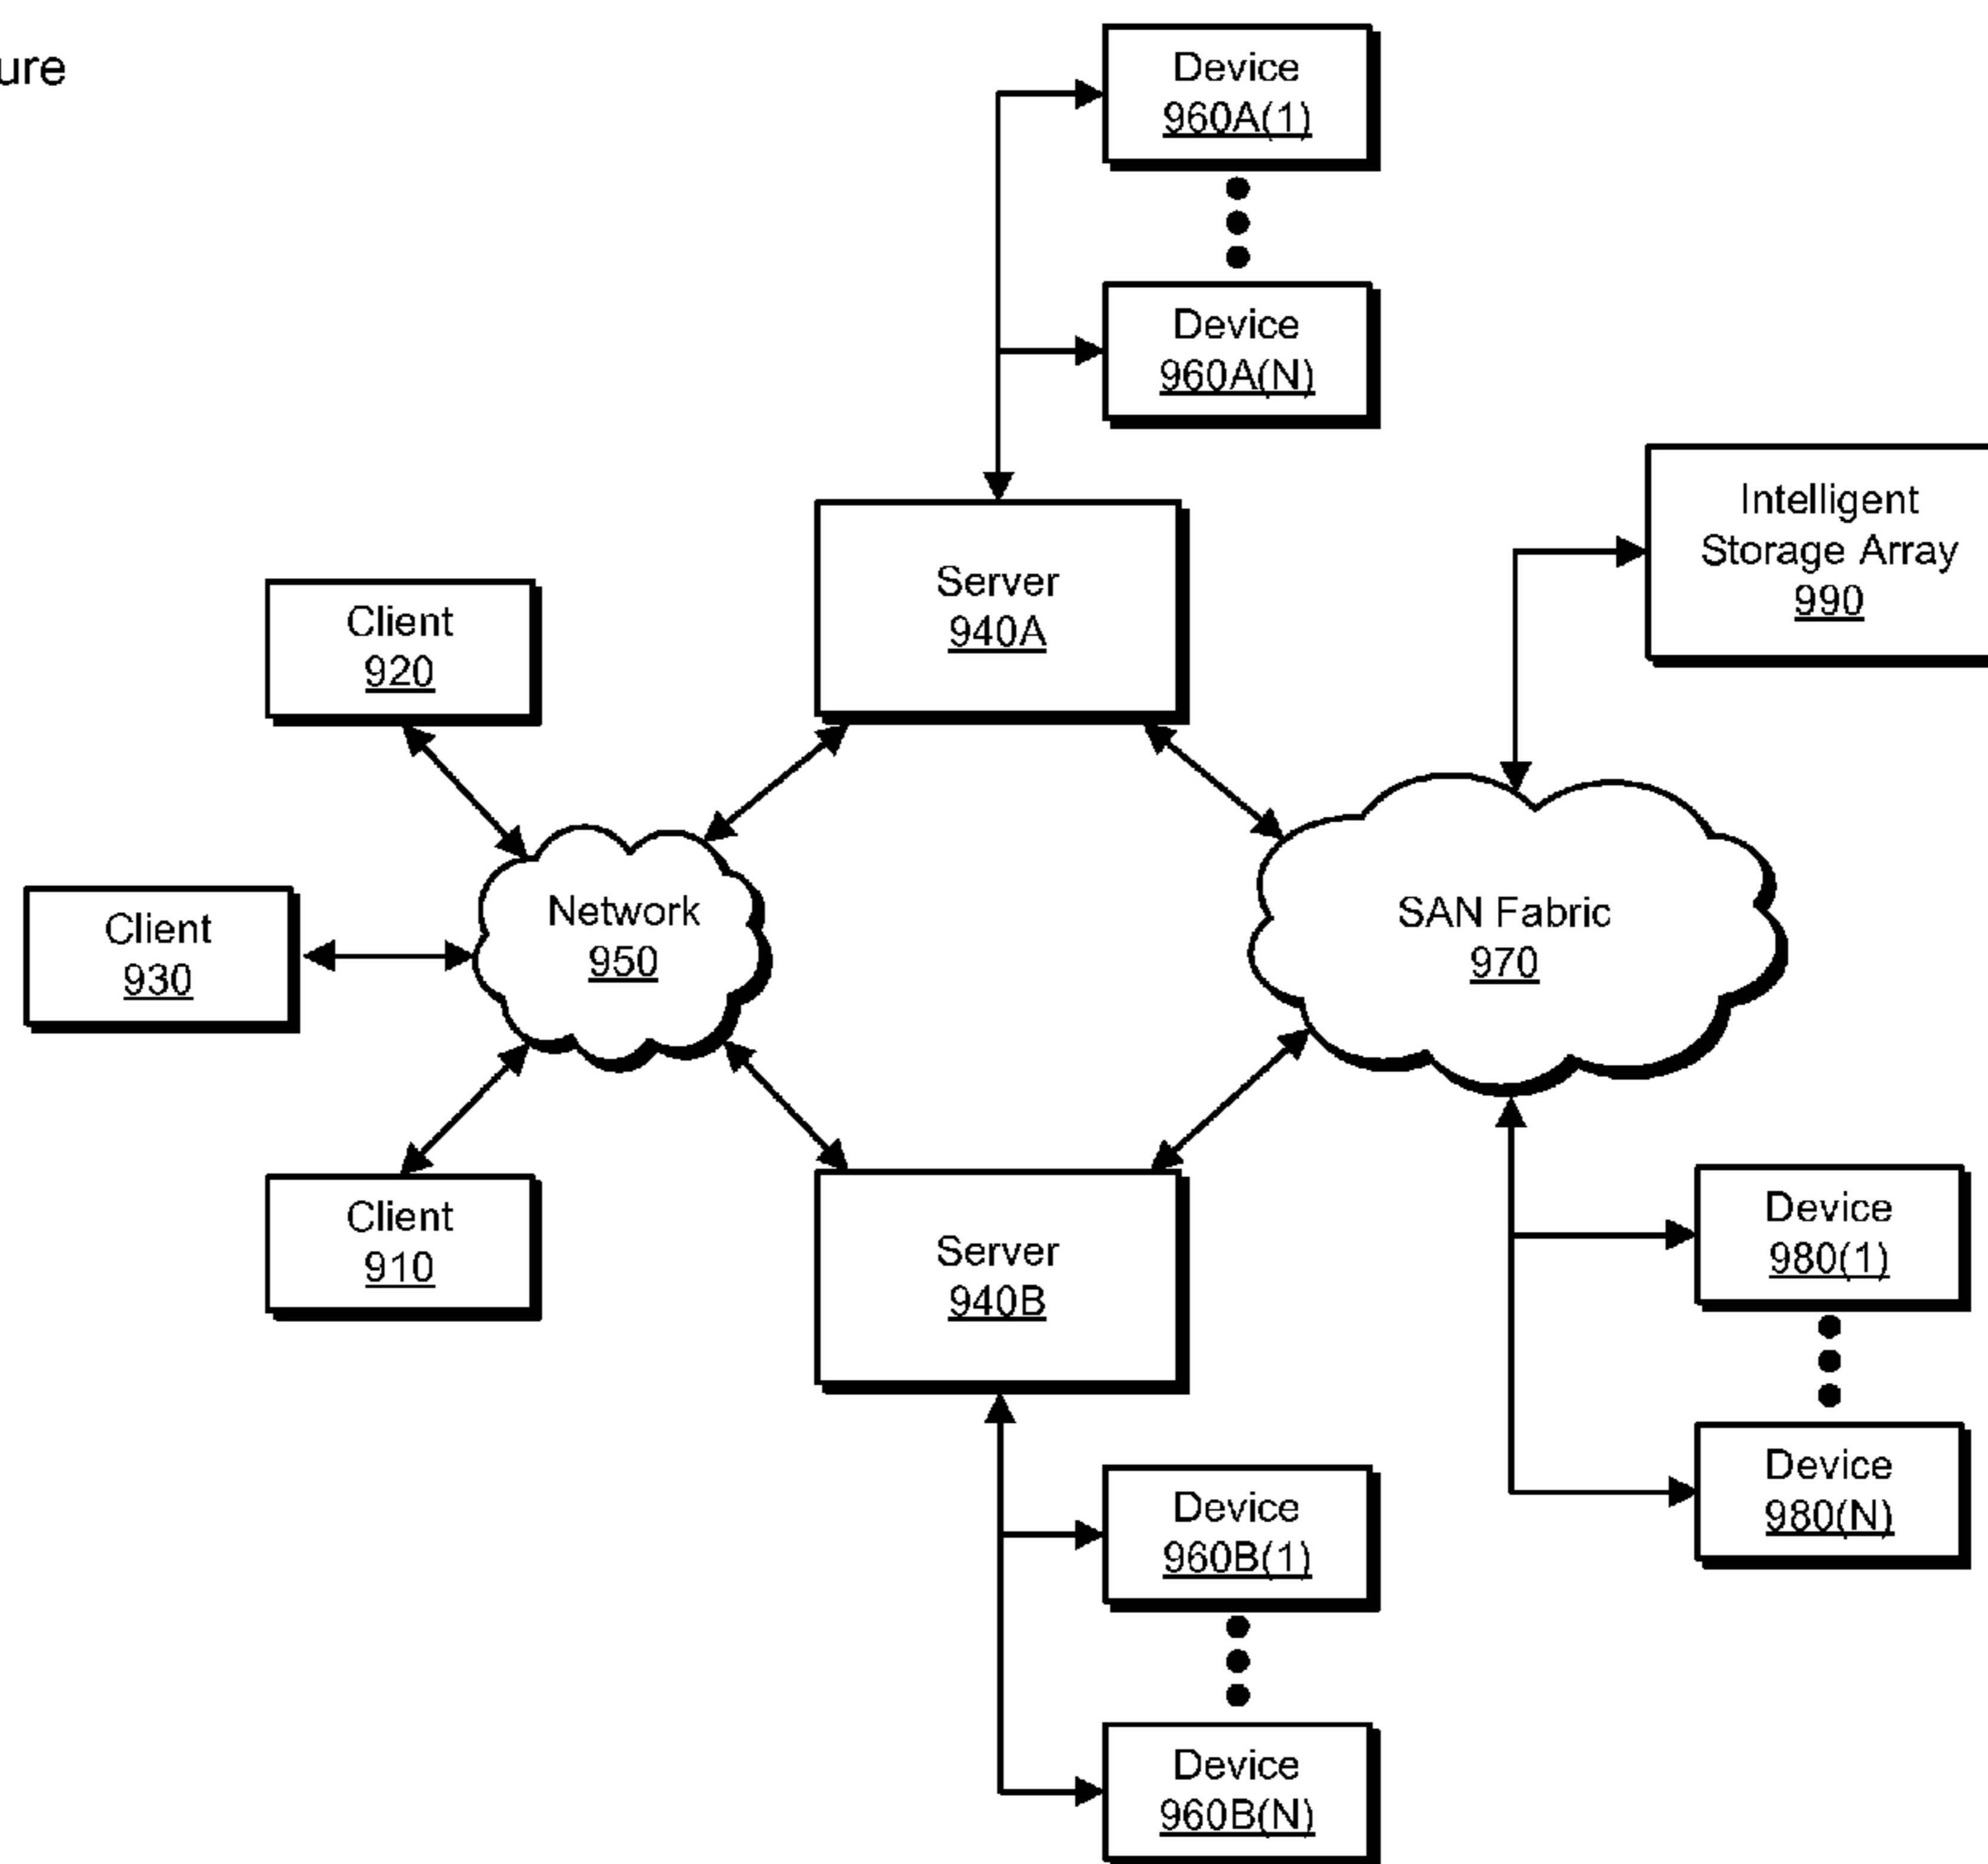 ure
Device
960A(1)
Device
960A(N)
Intelligent
Storage Array
990
Server
940A
Client
920
Client
930
Network
950
SAN Fabric
970
Client
910
Server
940B
Device
980(1)
Device
980(N)
Device
960B(1)
Device
960B(N)